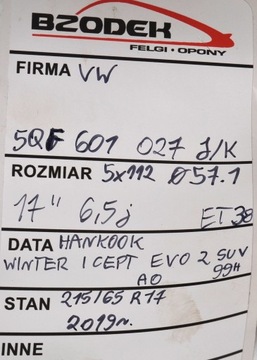 BZODEK
FELGI · OPONY
FIRMA VW
5QF 601 027 J/K
ROZMIAR 5x112 Ø57.1
17" 6,5j ET38
DATA HANKOOK
WINTER I CEPT EVO 2 SUV
AO 99H
STAN 215/65 R17
2019r.
INNE